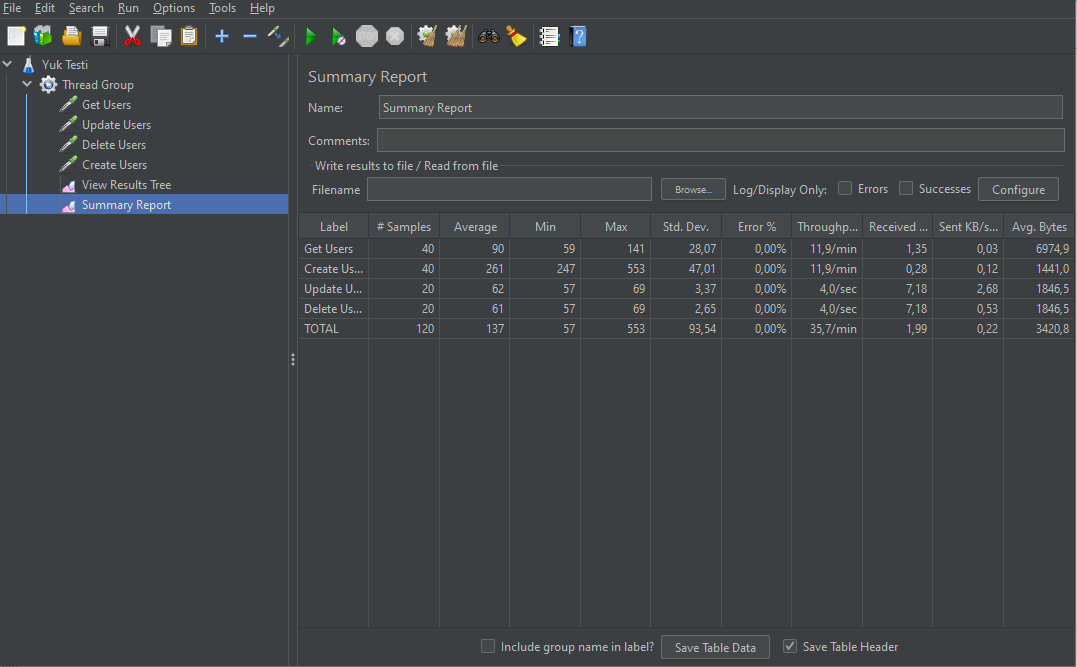 File Edit Search Run Options Tools Help
Yuk Testi
Thread Group
Get Users
Update Users
Delete Users
Create Users
View Results Tree
Summary Report
Summary Report
Name: Summary Report
Comments:
Write results to file / Read from file
Filename Browse... Log/Display Only: Errors Successes Configure
Label # Samples Average Min Max Std. Dev. Error % Throughp... Received ... Sent KB/s... Avg. Bytes
Get Users 40 90 59 141 28,07 0,00% 11,9/min 1,35 0,03 6974,9
Create Us... 40 261 247 553 47,01 0,00% 11,9/min 0,28 0,12 1441,0
Update U... 20 62 57 69 3,37 0,00% 4,0/sec 7,18 2,68 1846,5
Delete Us... 20 61 57 69 2,65 0,00% 4,0/sec 7,18 0,53 1846,5
TOTAL 120 137 57 553 93,54 0,00% 35,7/min 1,99 0,22 3420,8
Include group name in label? Save Table Data Save Table Header